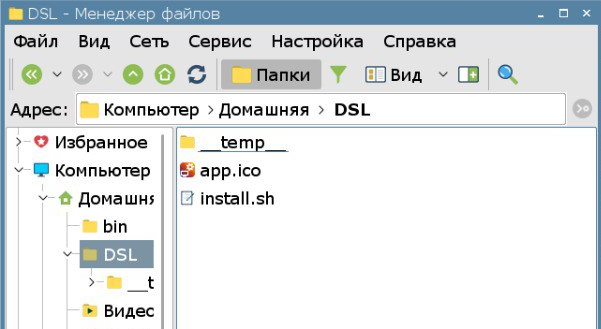 DSL - Менеджер файлов
Файл Вид Сеть Сервис Настройка Справка
Папки Вид
Адрес: Компьютер Домашняя DSL
Избранное
Компьютер
Домашня
bin
DSL
__t
Видео
__temp__
app.ico
install.sh